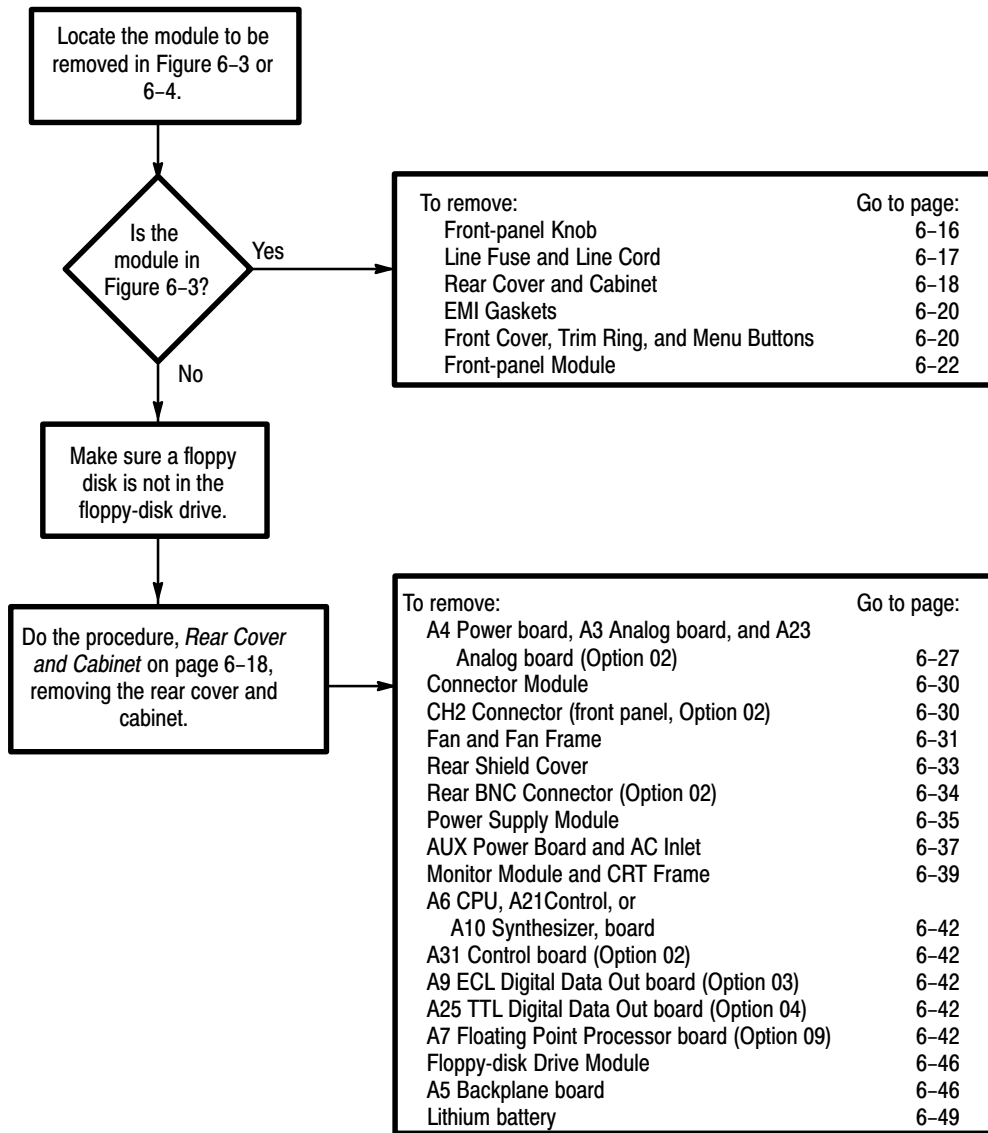 Locate the module to be
removed in Figure 6–3 or
6–4.
Is the
module in
Figure 6–3?
Yes
No
To remove: Go to page:
Front-panel Knob 6–16
Line Fuse and Line Cord 6–17
Rear Cover and Cabinet 6–18
EMI Gaskets 6–20
Front Cover, Trim Ring, and Menu Buttons 6–20
Front-panel Module 6–22
Make sure a floppy
disk is not in the
floppy-disk drive.
Do the procedure, Rear Cover
and Cabinet on page 6–18,
removing the rear cover and
cabinet.
To remove: Go to page:
A4 Power board, A3 Analog board, and A23
Analog board (Option 02) 6–27
Connector Module 6–30
CH2 Connector (front panel, Option 02) 6–30
Fan and Fan Frame 6–31
Rear Shield Cover 6–33
Rear BNC Connector (Option 02) 6–34
Power Supply Module 6–35
AUX Power Board and AC Inlet 6–37
Monitor Module and CRT Frame 6–39
A6 CPU, A21Control, or
A10 Synthesizer, board 6–42
A31 Control board (Option 02) 6–42
A9 ECL Digital Data Out board (Option 03) 6–42
A25 TTL Digital Data Out board (Option 04) 6–42
A7 Floating Point Processor board (Option 09) 6–42
Floppy-disk Drive Module 6–46
A5 Backplane board 6–46
Lithium battery 6–49